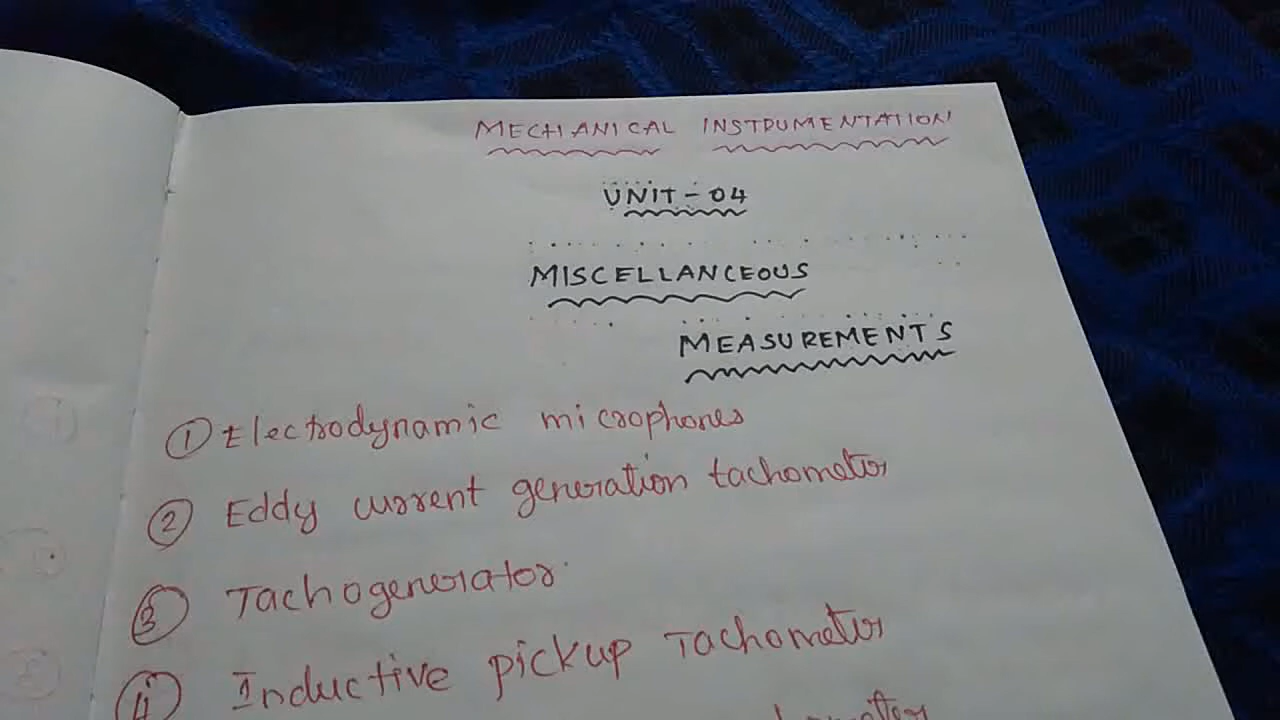 MECHANICAL INSTRUMENTATION
UNIT-04
MISCELLANCEOUS
MEASUREMENTS
① Electrodynamic microphones
② Eddy current generation tachometer
③ Tachogenerator
④ Inductive pickup Tachometer